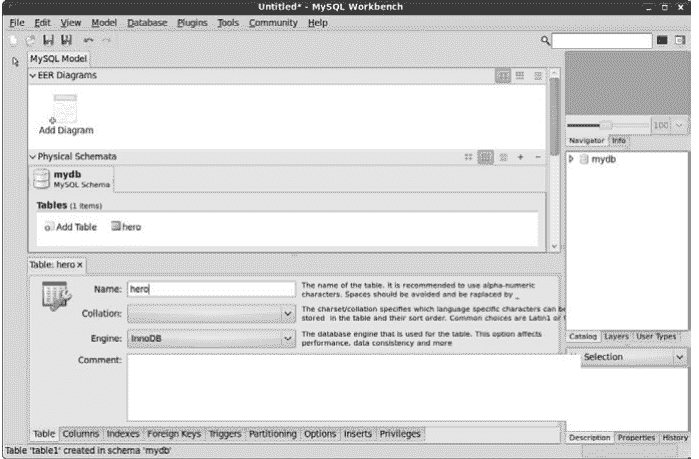 Untitled* - MySQL Workbench
File Edit View Model Database Plugins Tools Community Help
MySQL Model
EER Diagrams
Add Diagram
100
Navigator Info
Physical Schemata
mydb
MySQL Schema
mydb
Tables (1 items)
Add Table hero
Table: hero x
Name: hero
The name of the table. It is recommended to use alpha-numeric
characters. Spaces should be avoided and be replaced by _
Collation:
The charset/collation specifies which language specific characters can be
stored in the table and their sort order. Common choices are Latin1 or
Engine: InnoDB
The database engine that is used for the table. This option affects
performance, data consistency and more
Comment:
Catalog Layers User Types
Selection
Table Columns Indexes Foreign Keys Triggers Partitioning Options Inserts Privileges
Description Properties History
Table 'table1' created in schema 'mydb'